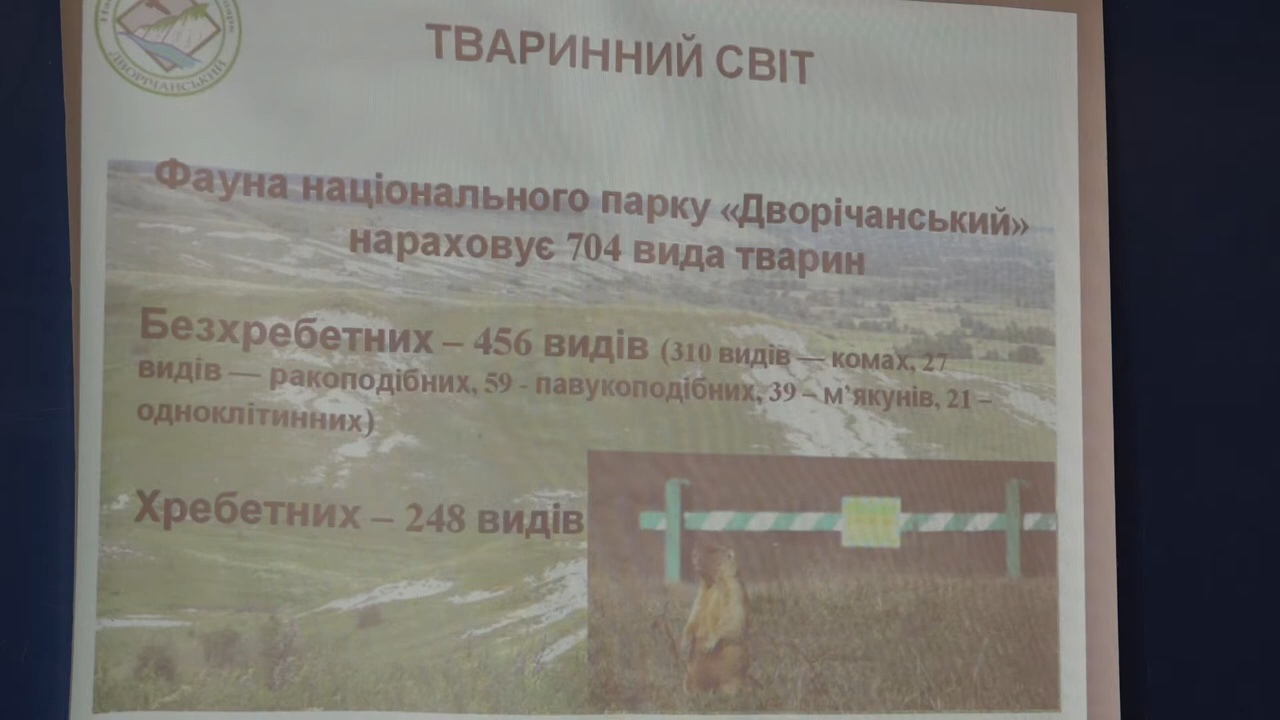 ДВОРІЧАНСЬКИЙ
ТВАРИННИЙ СВІТ
Фауна національного парку «Дворічанський»
нараховує 704 вида тварин
Безхребетних – 456 видів (310 видів — комах, 27
видів — ракоподібних, 59 - павукоподібних, 39 – м’якунів, 21 –
одноклітинних)
Хребетних – 248 видів